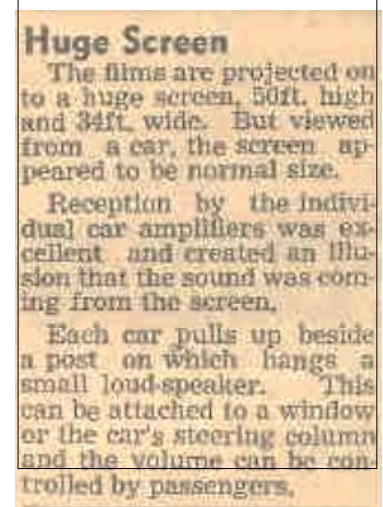 Huge Screen
The films are projected on
to a huge screen, 50ft. high
and 34ft. wide. But viewed
from a car, the screen ap-
peared to be normal size.
Reception by the indivi-
dual car amplifiers was ex-
cellent and created an illu-
sion that the sound was com-
ing from the screen.
Each car pulls up beside
a post on which hangs a
small loud-speaker. This
can be attached to a window
or the car's steering column
and the volume can be con-
trolled by passengers.